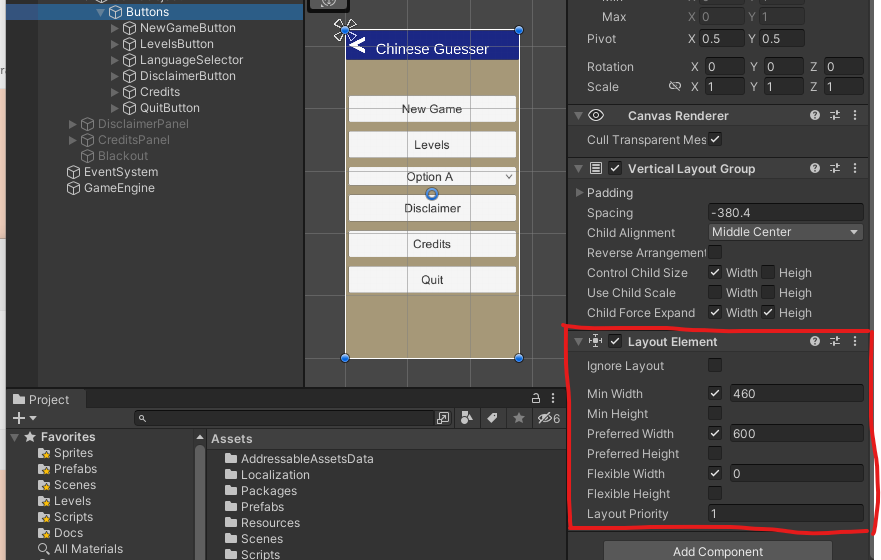 Buttons
NewGameButton
LevelsButton
LanguageSelector
DisclaimerButton
Credits
QuitButton
DisclaimerPanel
CreditsPanel
Blackout
EventSystem
GameEngine
Chinese Guesser
New Game
Levels
Option A
Disclaimer
Credits
Quit
Max X 0 Y 1
Pivot X 0.5 Y 0.5
Rotation X 0 Y 0 Z 0
Scale X 1 Y 1 Z 1
Canvas Renderer
Cull Transparent Mes
Vertical Layout Group
Padding
Spacing -380.4
Child Alignment Middle Center
Reverse Arrangement
Control Child Size Width Heigh
Use Child Scale Width Heigh
Child Force Expand Width Heigh
Layout Element
Ignore Layout
Min Width 460
Min Height
Preferred Width 600
Preferred Height
Flexible Width 0
Flexible Height
Layout Priority 1
Add Component
Project
6
Favorites
Sprites
Prefabs
Scenes
Levels
Scripts
Docs
All Materials
Assets
AddressableAssetsData
Localization
Packages
Prefabs
Resources
Scenes
Scripts